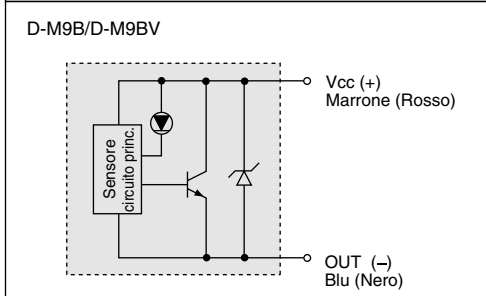 D-M9B/D-M9BV
Vcc (+)
Marrone (Rosso)
Sensore
circuito princ.
OUT (–)
Blu (Nero)